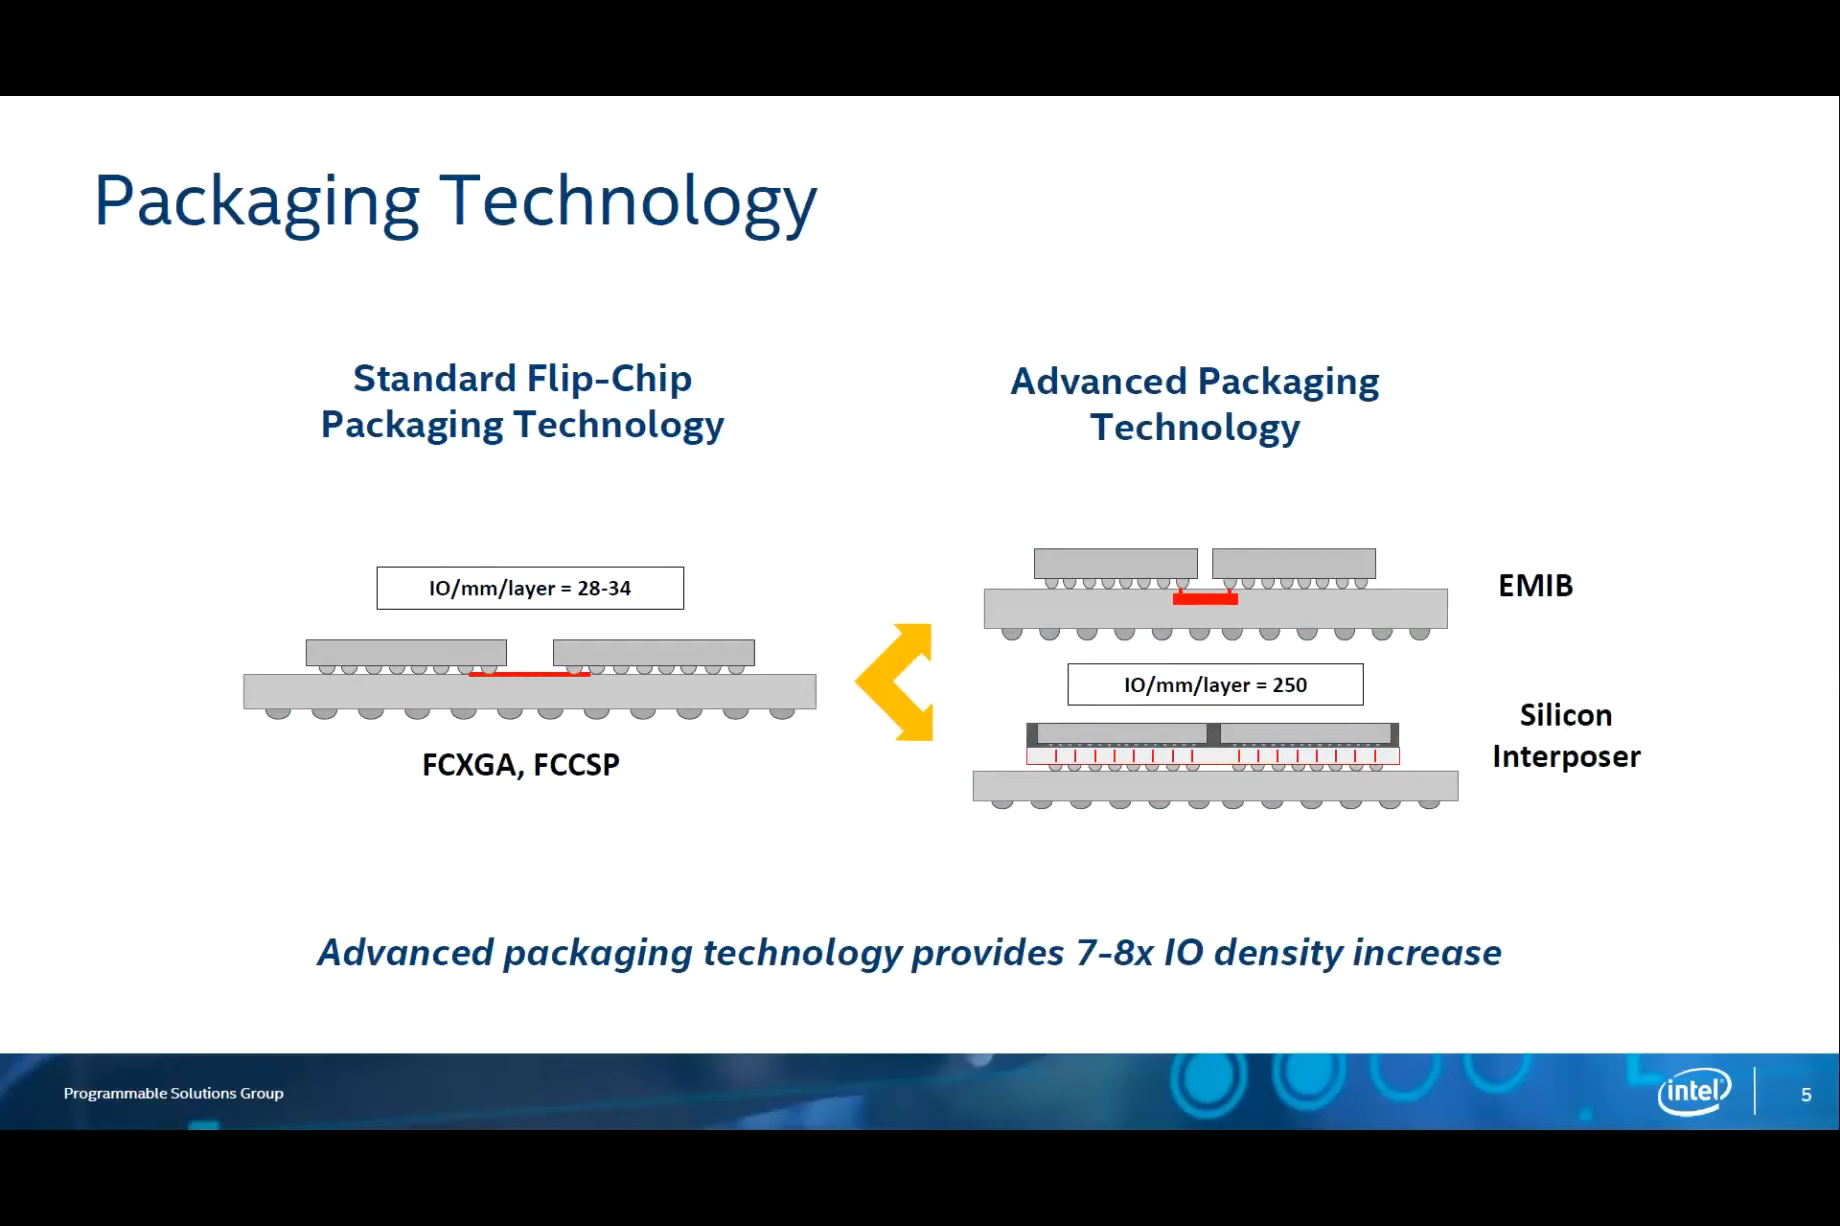 Packaging Technology
Standard Flip-Chip
Packaging Technology
IO/mm/layer = 28-34
FCXGA, FCCSP
Advanced Packaging
Technology
EMIB
IO/mm/layer = 250
Silicon
Interposer
Advanced packaging technology provides 7-8x IO density increase
Programmable Solutions Group
intel
5